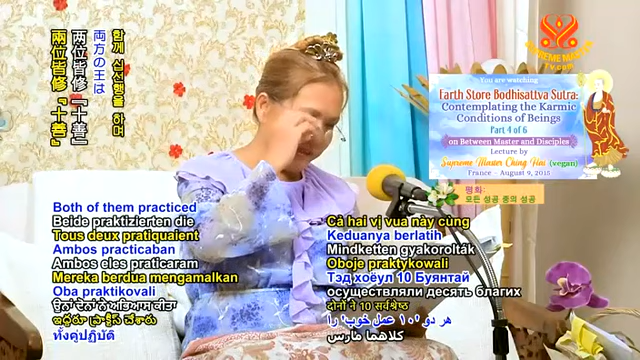 함께 신선행을 하며
両方の王は
两位皆修『十善』
兩位皆修『十善』
SUPREME MASTER
TV.com
You are watching
Earth Store Bodhisattva Sutra:
Contemplating the Karmic
Conditions of Beings
Part 4 of 6
on Between Master and Disciples
Lecture by
Supreme Master Ching Hai (vegan)
France - August 9, 2015
평화:
모든 성공 중의 성공
Both of them practiced
Beide praktizierten die
Tous deux pratiquaient
Ambos practicaban
Ambos eles praticaram
Mereka berdua mengamalkan
Oba praktikovali
ਉਨ੍ਹਾਂ ਦੋਨਾਂ ਨੇ ਅਭਿਆਸ ਕੀਤਾ
ఇద్దరూ ప్రాక్టీస్ చేశారు
ทั้งคู่ปฏิบัติ
Cả hai vị vua này cùng
Keduanya berlatih
Mindketten gyakorolták
Oboje praktykowali
Тэд хоёул 10 Буянтай
осуществляли десять благих
दोनों ने 10 सर्वश्रेष्ठ
هر دو ’۱۰ عمل خوب‘ را
كلاهما مارس